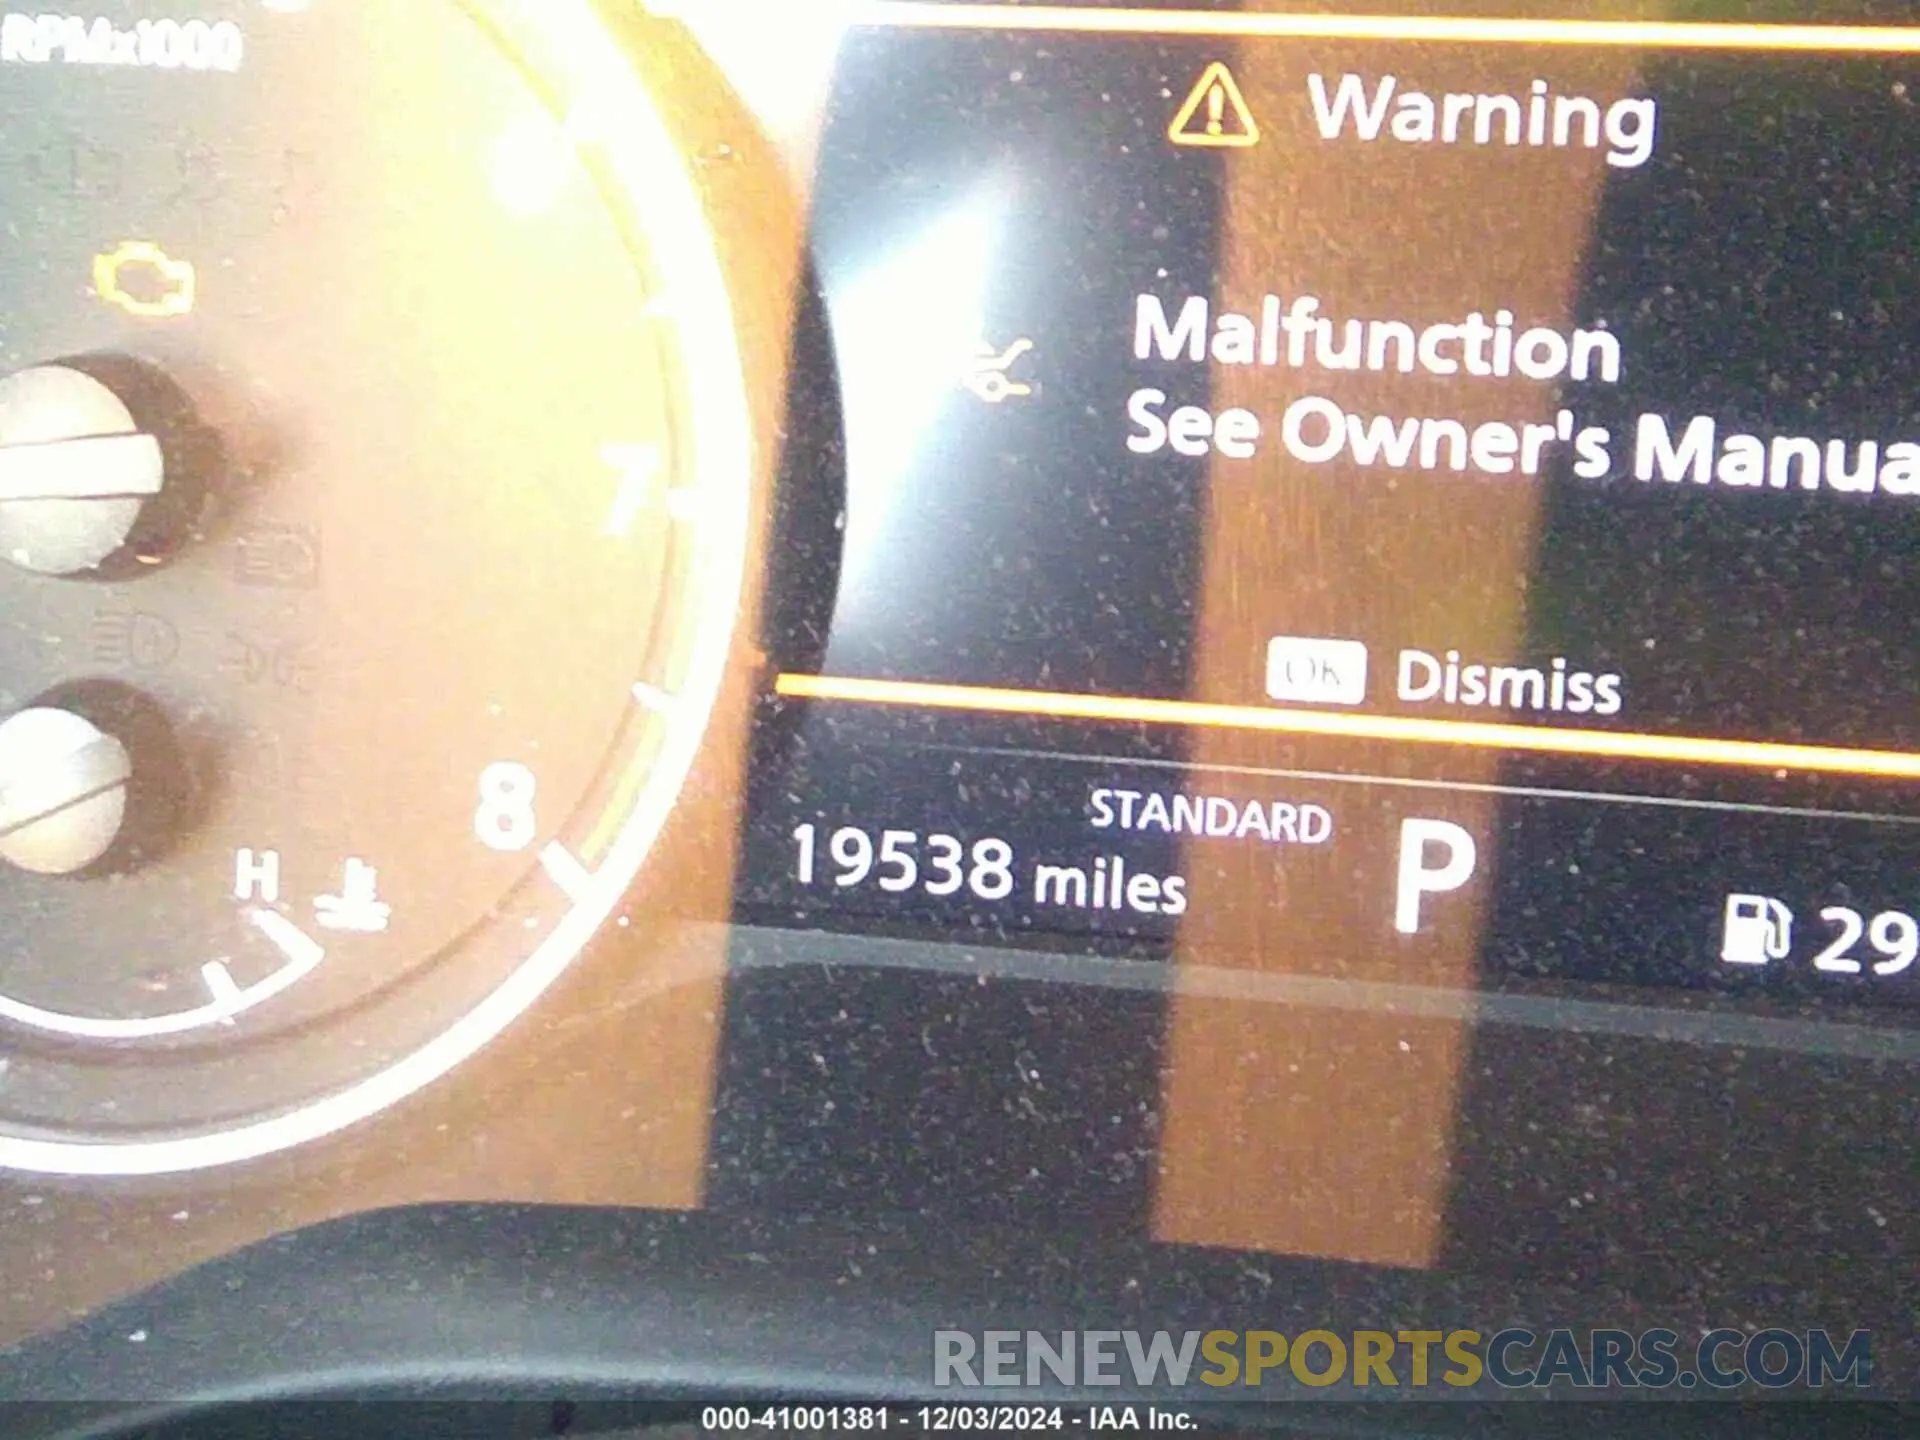 RPMx1000
Warning
Malfunction
See Owner's Manua
7
OK Dismiss
8
STANDARD
19538 miles
P
H
29
RENEWSPORTSCARS.COM
000-41001381 - 12/03/2024 - IAA Inc.